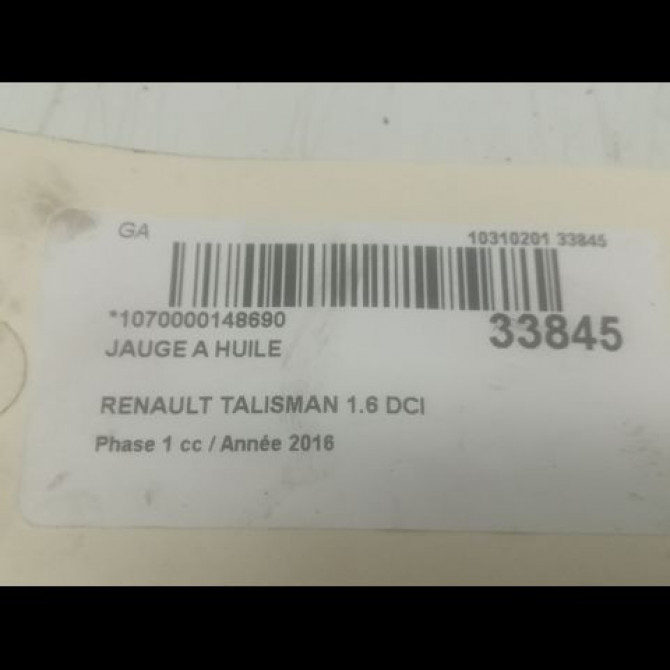 GA
10310201 33845
*1070000148690
33845
JAUGE A HUILE
RENAULT TALISMAN 1.6 DCI
Phase 1 cc / Année 2016